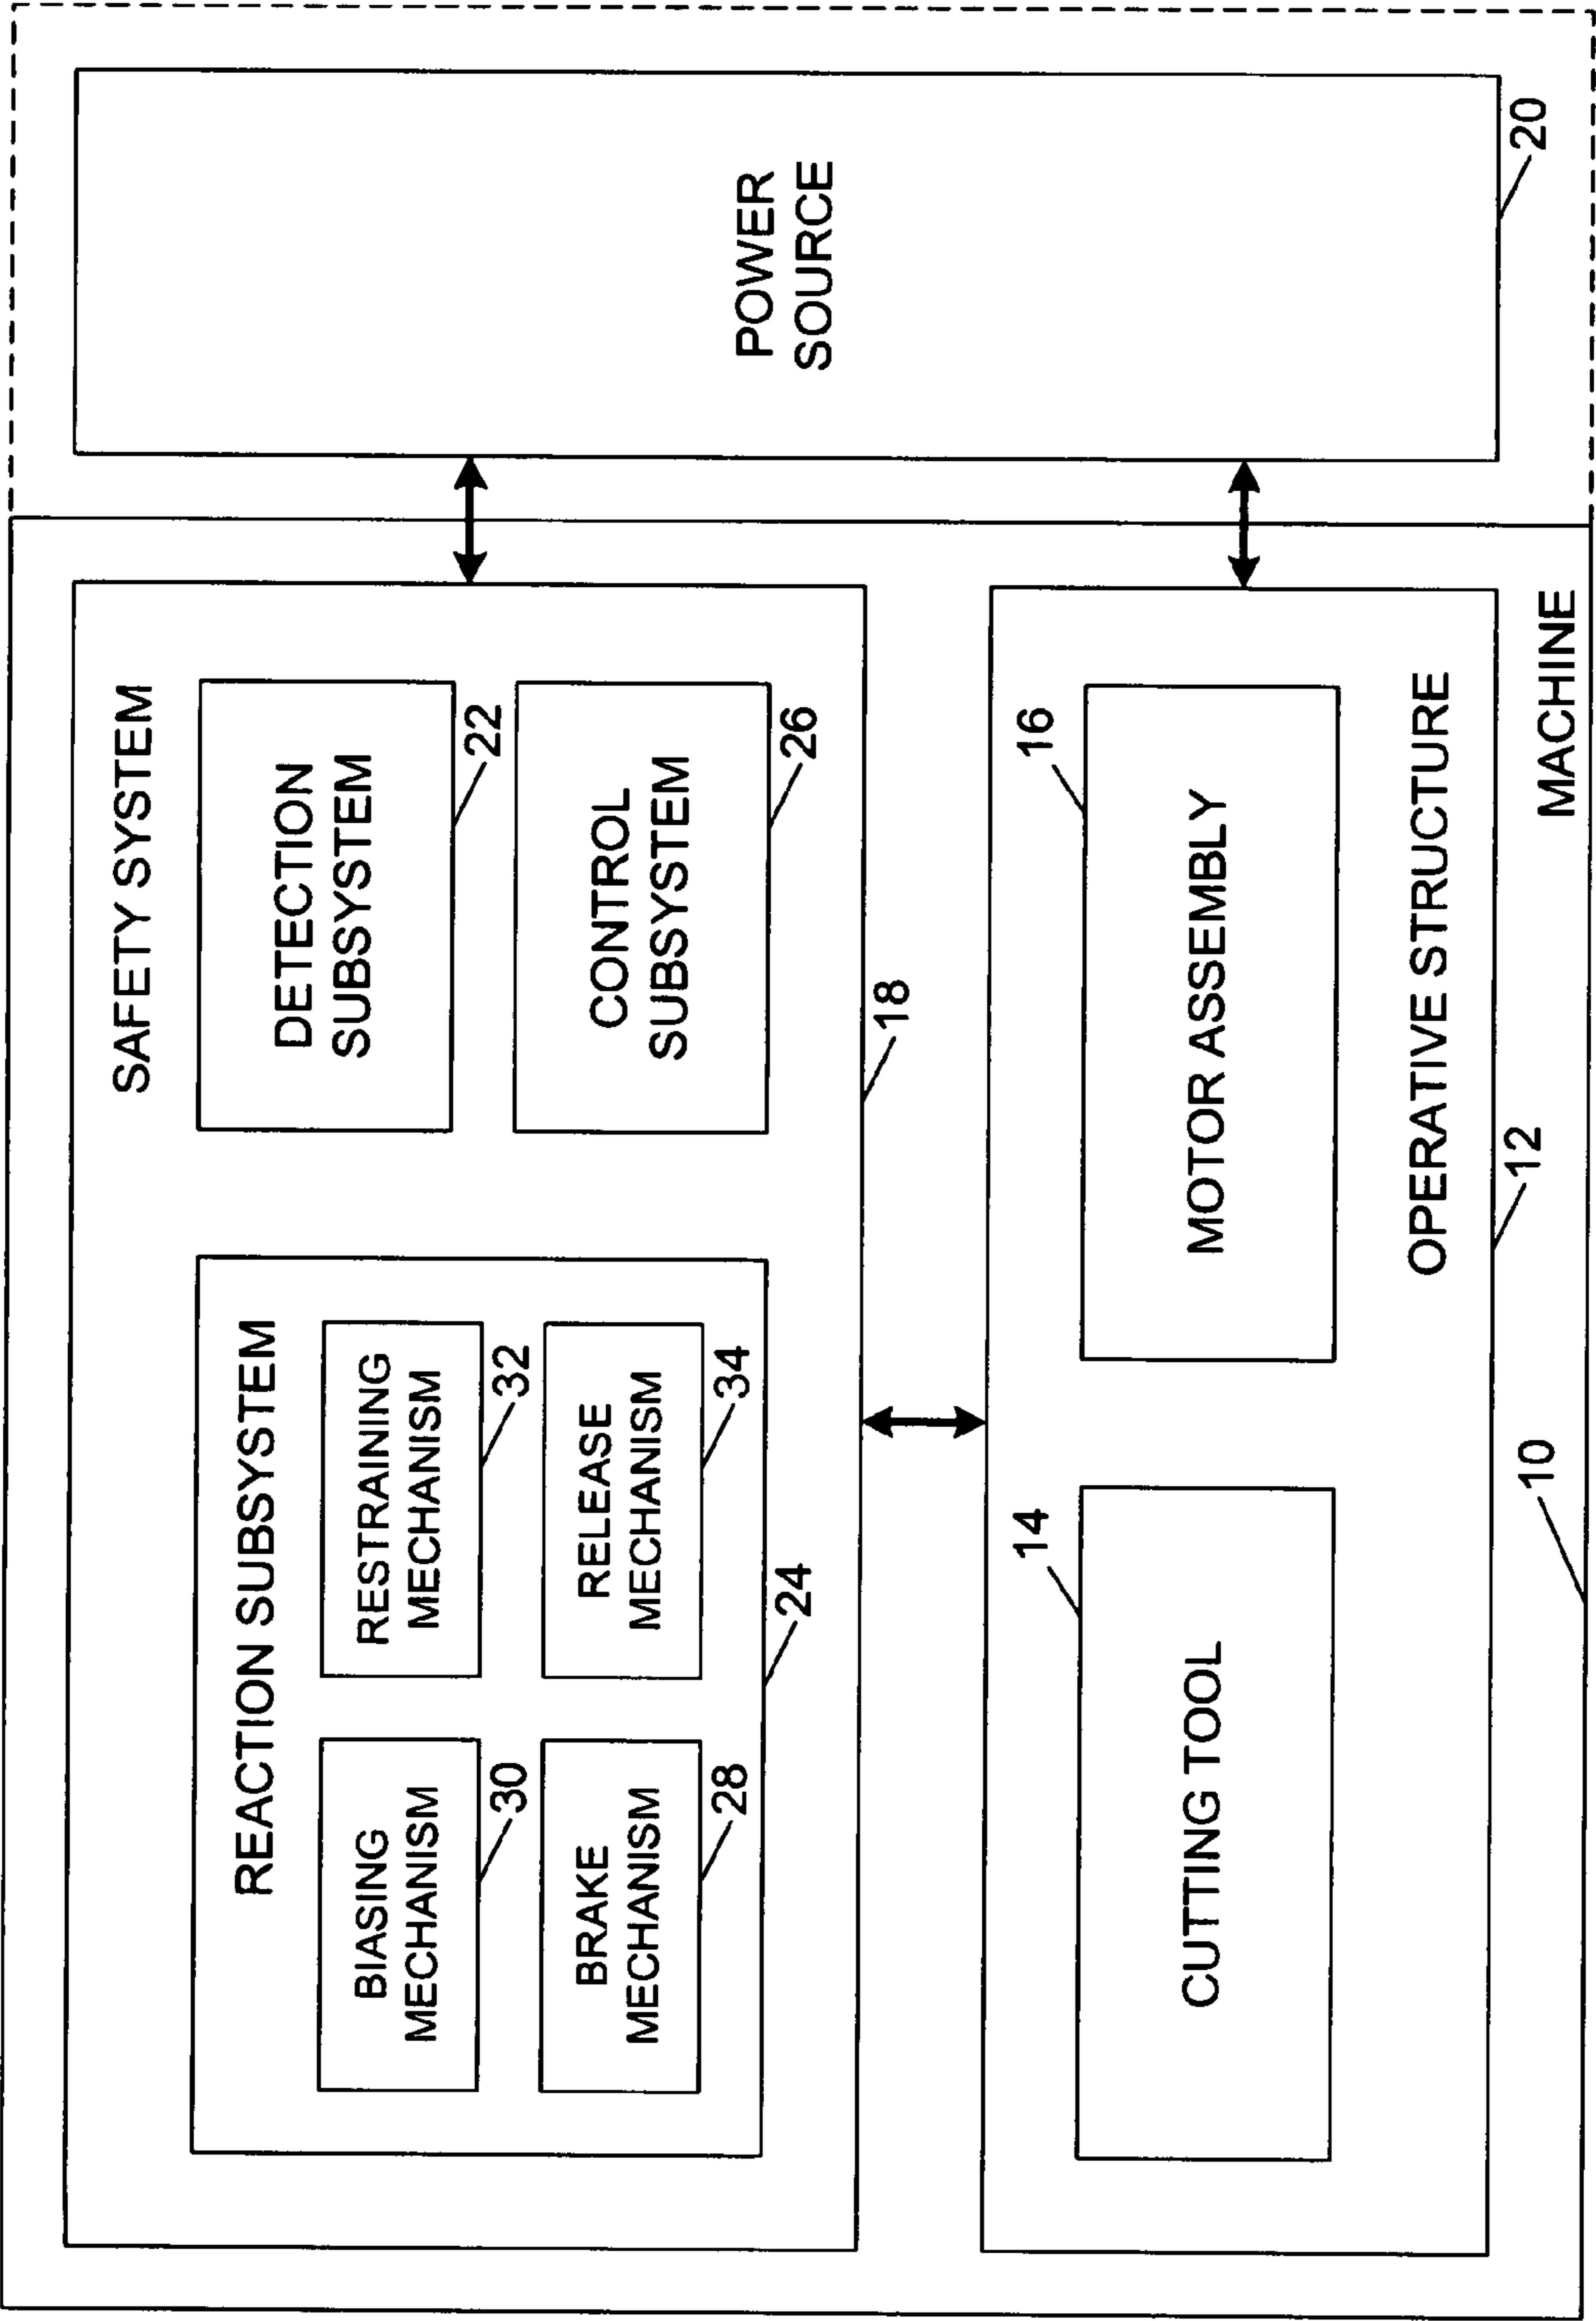 SAFETY SYSTEM
REACTION SUBSYSTEM
BIASING
MECHANISM
30
RESTRAINING
MECHANISM
32
BRAKE
MECHANISM
28
RELEASE
MECHANISM
34
24
DETECTION
SUBSYSTEM
22
CONTROL
SUBSYSTEM
26
18
POWER
SOURCE
20
14
CUTTING TOOL
16
MOTOR ASSEMBLY
OPERATIVE STRUCTURE
12
MACHINE
10